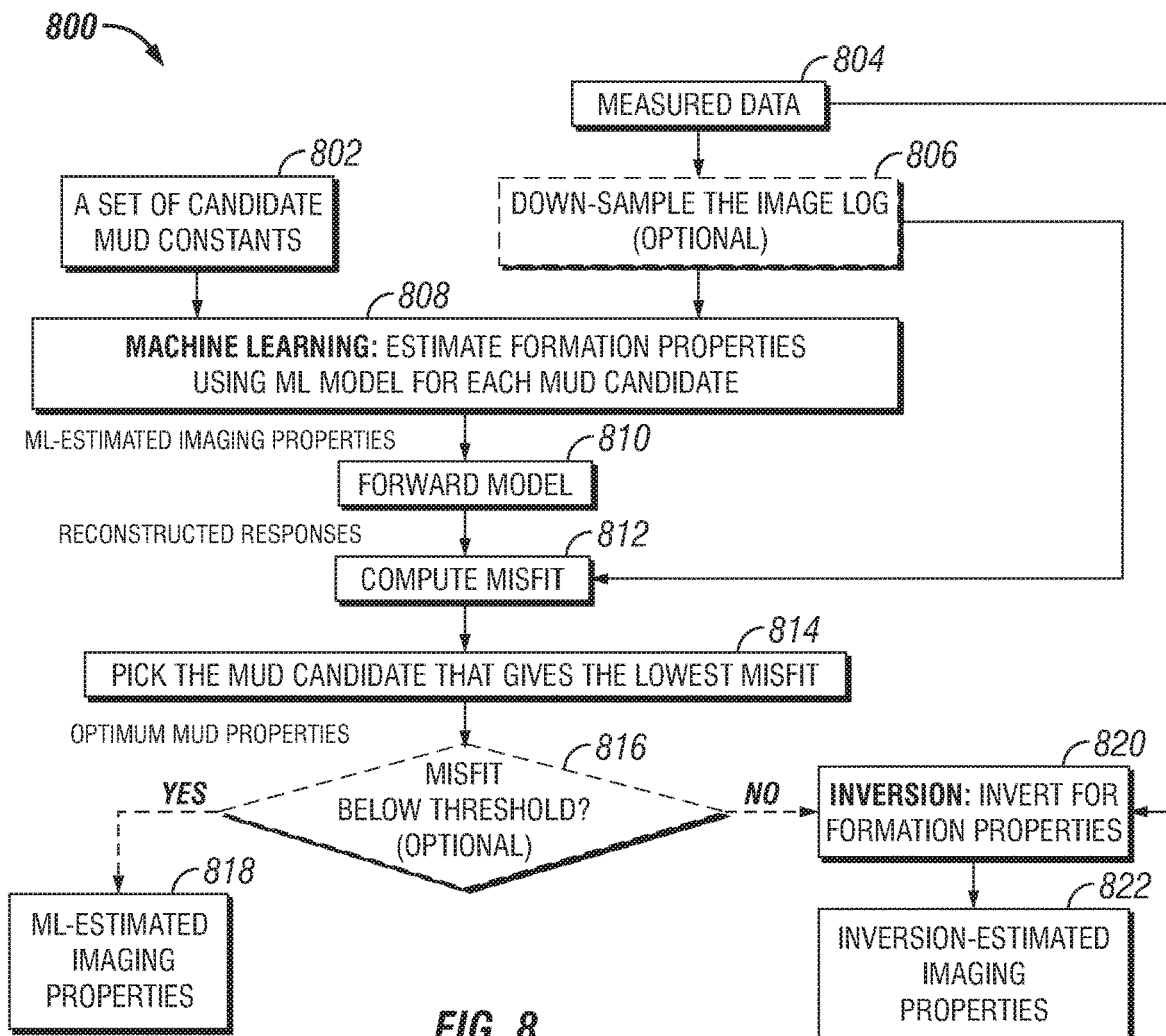 800
804
MEASURED DATA
802
A SET OF CANDIDATE
MUD CONSTANTS
806
DOWN-SAMPLE THE IMAGE LOG
(OPTIONAL)
808
MACHINE LEARNING: ESTIMATE FORMATION PROPERTIES
USING ML MODEL FOR EACH MUD CANDIDATE
ML-ESTIMATED IMAGING PROPERTIES
810
FORWARD MODEL
RECONSTRUCTED RESPONSES
812
COMPUTE MISFIT
814
PICK THE MUD CANDIDATE THAT GIVES THE LOWEST MISFIT
OPTIMUM MUD PROPERTIES
816
MISFIT
BELOW THRESHOLD?
(OPTIONAL)
YES
NO
820
INVERSION: INVERT FOR
FORMATION PROPERTIES
818
ML-ESTIMATED
IMAGING
PROPERTIES
822
INVERSION-ESTIMATED
IMAGING
PROPERTIES
FIG. 8